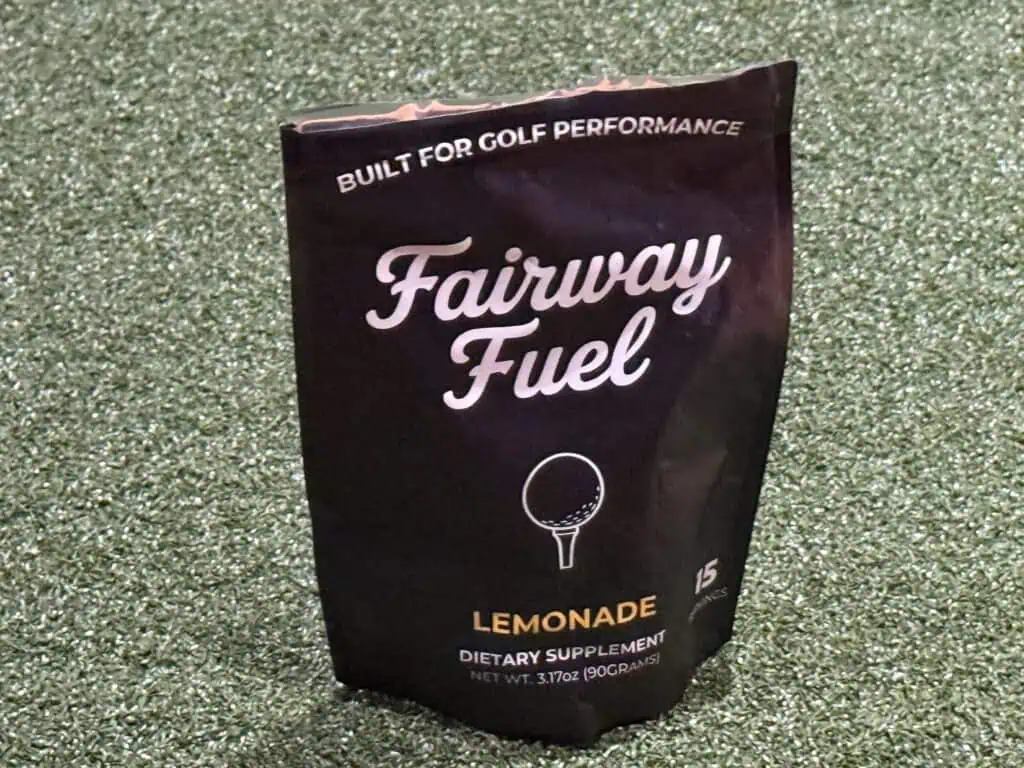 BUILT FOR GOLF PERFORMANCE
Fairway
Fuel
15
LEMONADE
DIETARY SUPPLEMENT
NET WT. 3.17oz (90GRAMS)